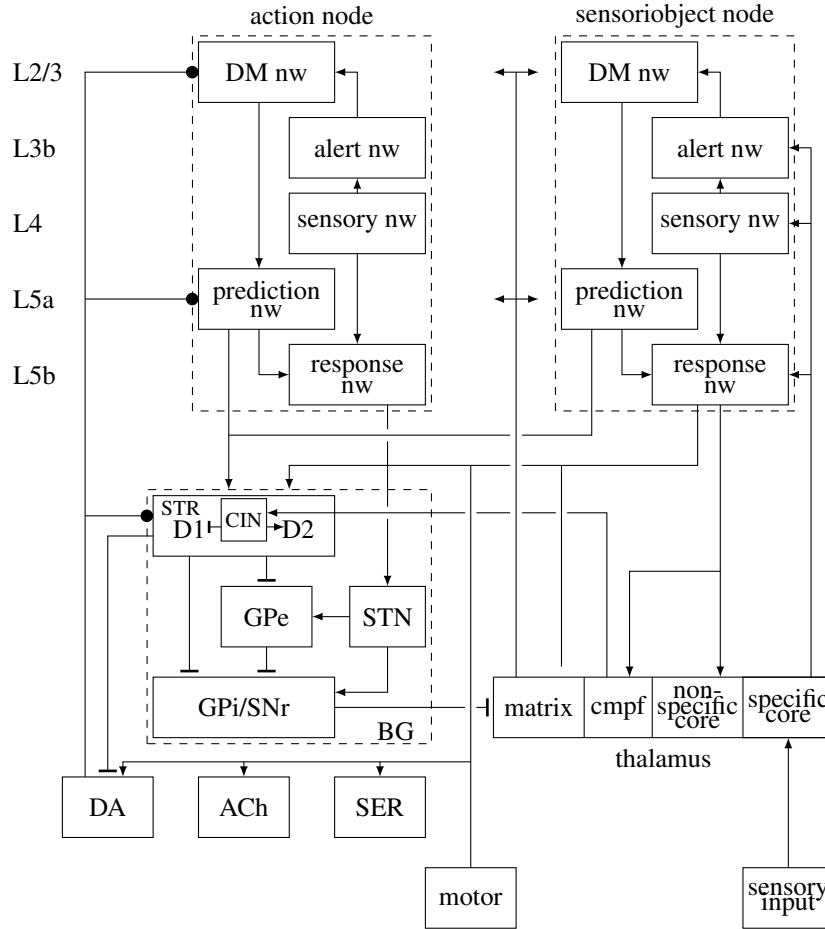 action node
sensoriobject node
L2/3
DM nw
DM nw
L3b
alert nw
alert nw
L4
sensory nw
sensory nw
L5a
prediction
nw
prediction
nw
L5b
response
nw
response
nw
STR
CIN
D1
D2
GPe
STN
GPi/SNr
BG
matrix
cmpf
non-
specific
core
specific
core
thalamus
DA
ACh
SER
motor
sensory
input